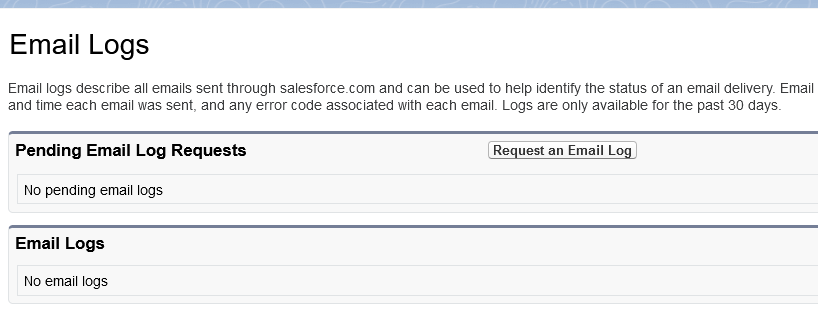 Email Logs
Email logs describe all emails sent through salesforce.com and can be used to help identify the status of an email delivery. Email
and time each email was sent, and any error code associated with each email. Logs are only available for the past 30 days.
Pending Email Log Requests
Request an Email Log
No pending email logs
Email Logs
No email logs